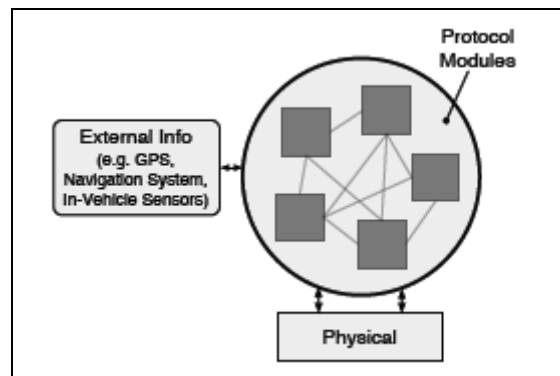 Protocol
Modules
External Info
(e.g. GPS,
Navigation System,
In-Vehicle Sensors)
Physical